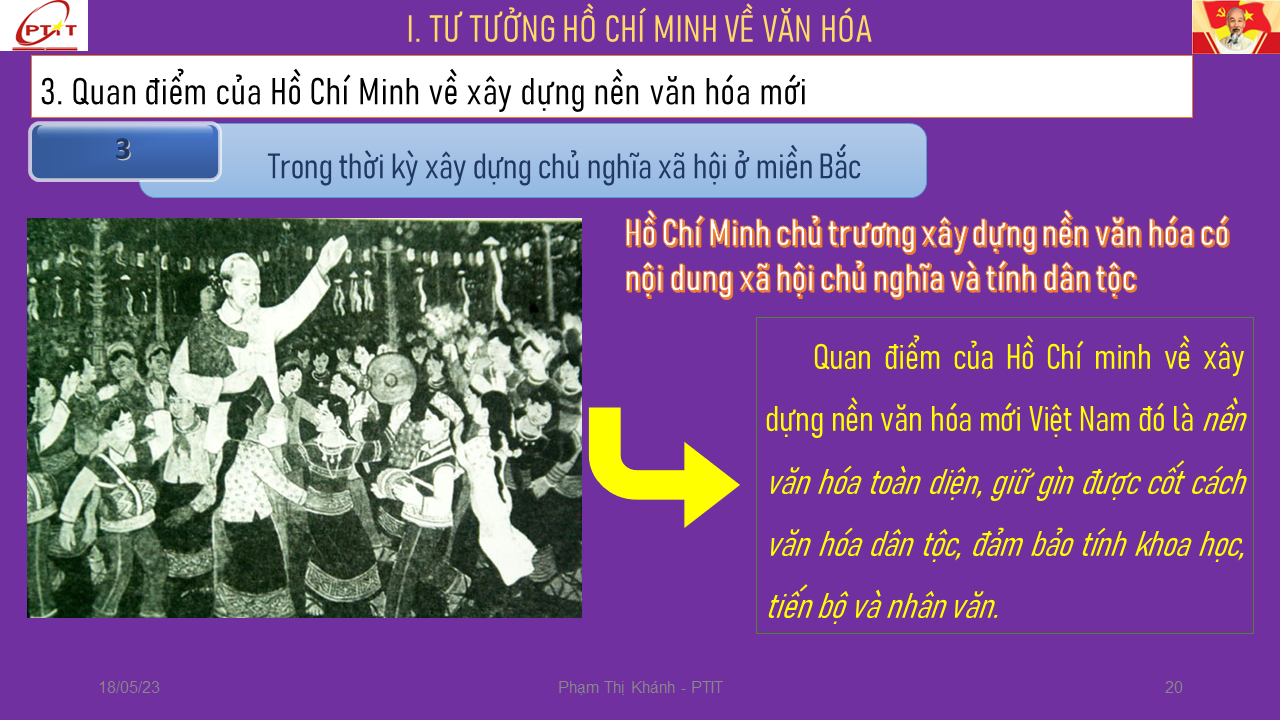 PTIT
I. TƯ TƯỞNG HỒ CHÍ MINH VỀ VĂN HÓA
3. Quan điểm của Hồ Chí Minh về xây dựng nền văn hóa mới
3
Trong thời kỳ xây dựng chủ nghĩa xã hội ở miền Bắc
Hồ Chí Minh chủ trương xây dựng nền văn hóa có
nội dung xã hội chủ nghĩa và tính dân tộc
Quan điểm của Hồ Chí minh về xây
dựng nền văn hóa mới Việt Nam đó là nền
văn hóa toàn diện, giữ gìn được cốt cách
văn hóa dân tộc, đảm bảo tính khoa học,
tiến bộ và nhân văn.
18/05/23
Phạm Thị Khánh - PTIT
20